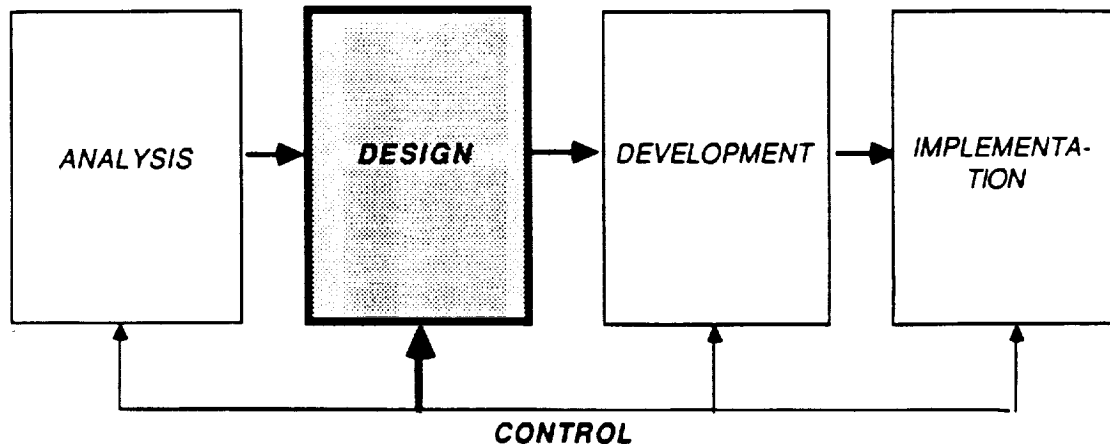 ANALYSIS
DESIGN
DEVELOPMENT
IMPLEMENTA-
TION
CONTROL